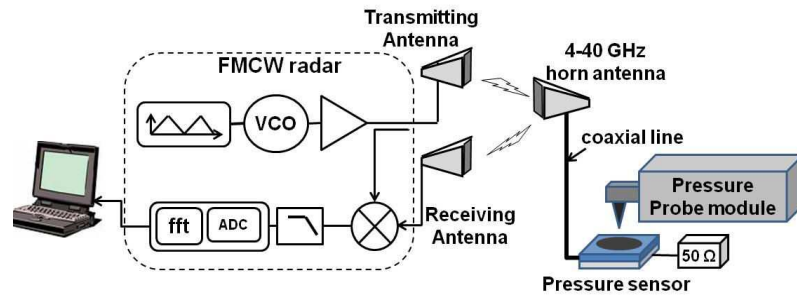 Transmitting
Antenna
4-40 GHz
horn antenna
FMCW radar
VCO
coaxial line
Pressure
Probe module
fft
ADC
Receiving
Antenna
50 Ω
Pressure sensor